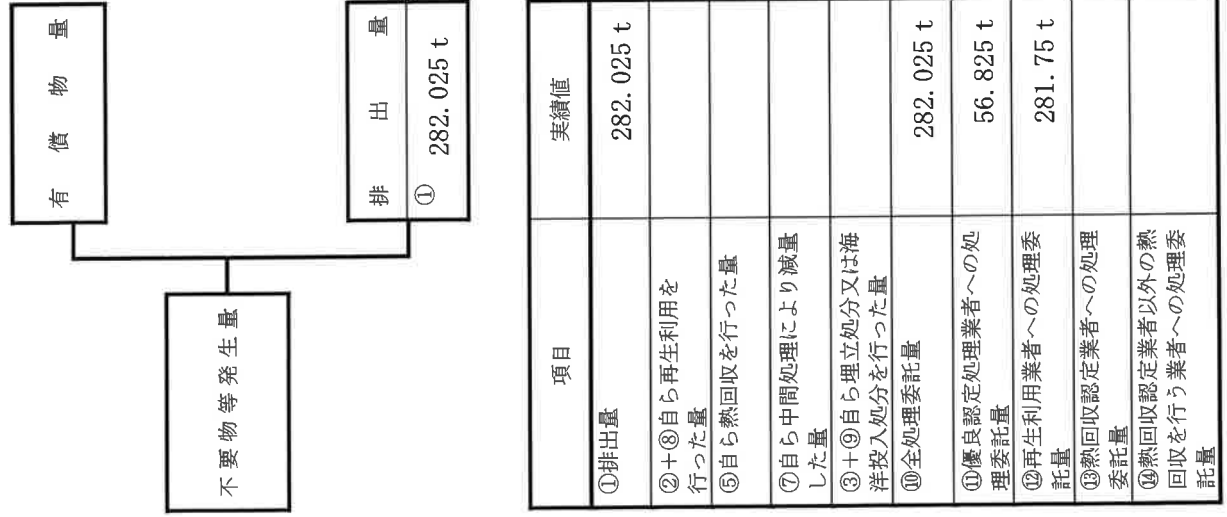 有償物量
不要物等発生量
排出量
① 282.025 t
項目 実績値
①排出量 282.025 t
②+⑧自ら再生利用を
行った量
⑤自ら熱回収を行った量
⑦自ら中間処理により減量
した量
③+⑨自ら埋立処分又は海
洋投入処分を行った量
⑩全処理委託量 282.025 t
⑪優良認定処理業者への処
理委託量 56.825 t
⑫再生利用業者への処理委
託量 281.75 t
⑬熱回収認定業者への処理
委託量
⑭熱回収認定業者以外の熱
回収を行う業者への処理委
託量